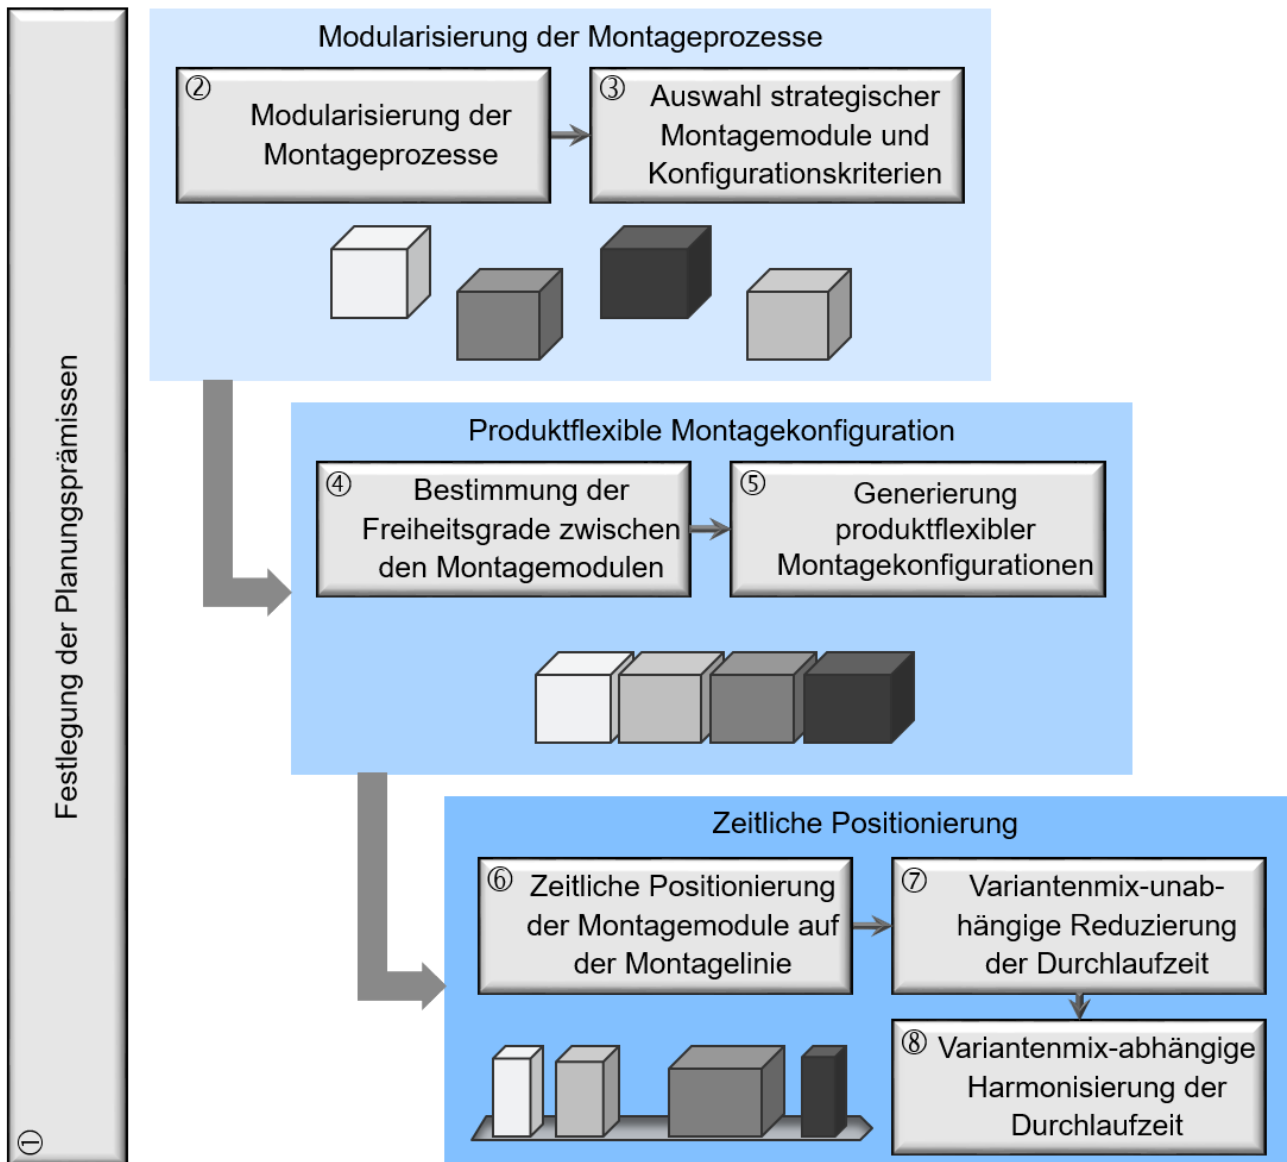 ①
Festlegung der Planungsprämissen
Modularisierung der Montageprozesse
②
Modularisierung der
Montageprozesse
③
Auswahl strategischer
Montagemodule und
Konfigurationskriterien
Produktflexible Montagekonfiguration
④
Bestimmung der
Freiheitsgrade zwischen
den Montagemodulen
⑤
Generierung
produktflexibler
Montagekonfigurationen
Zeitliche Positionierung
⑥
Zeitliche Positionierung
der Montagemodule auf
der Montagelinie
⑦
Variantenmix-unab-
hängige Reduzierung
der Durchlaufzeit
⑧
Variantenmix-abhängige
Harmonisierung der
Durchlaufzeit